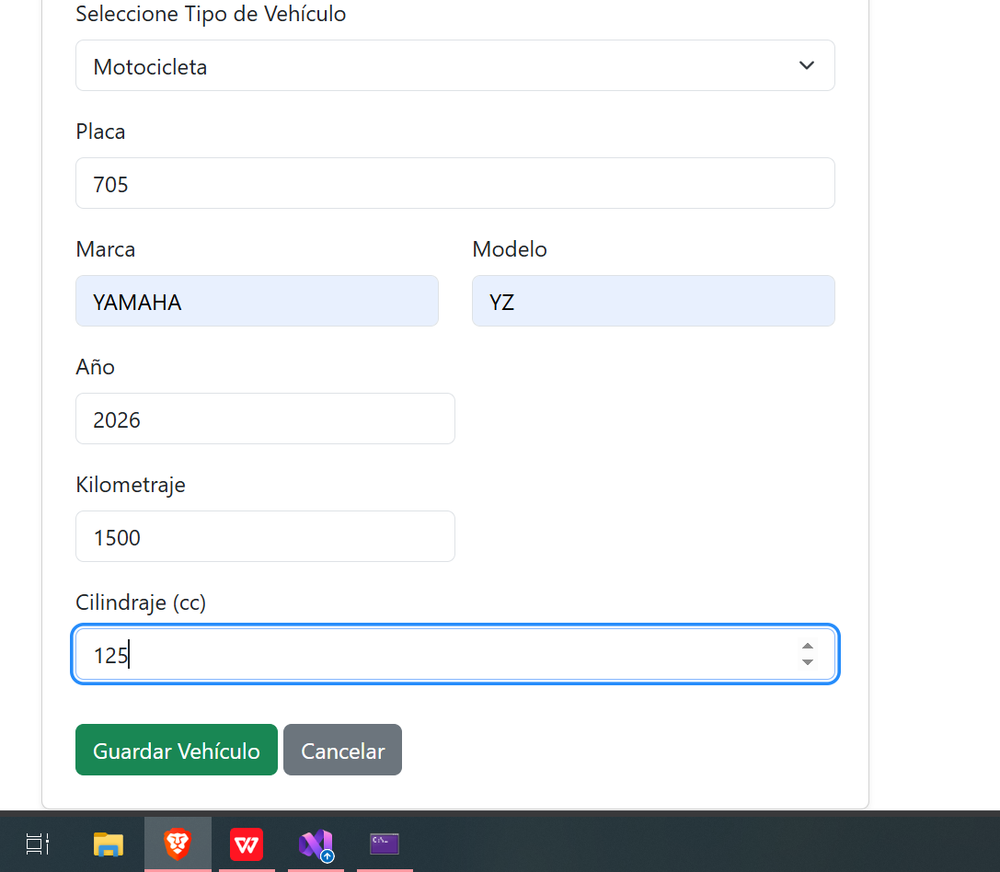 Seleccione Tipo de Vehículo
Motocicleta
Placa
705
Marca
Modelo
YAMAHA
YZ
Año
2026
Kilometraje
1500
Cilindraje (cc)
125
Guardar Vehículo
Cancelar